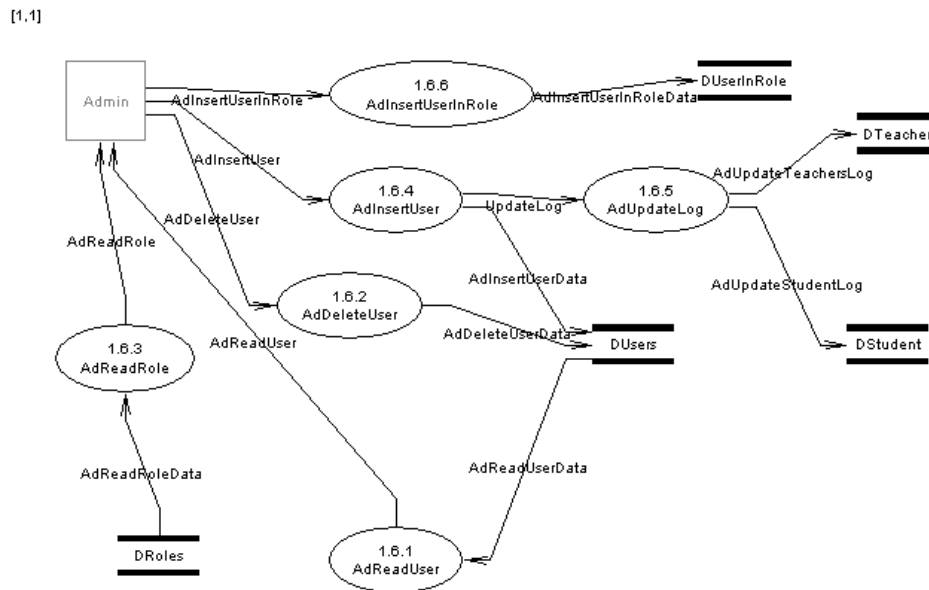 [1,1]
1.6.6
AdInsertUserInRole
DUserInRole
Admin
AdInsertUserInRole
AdInsertUserInRoleData
DTeacher
AdInsertUser
1.6.4
AdInsertUser
UpdateLog
1.6.5
AdUpdateLog
AdUpdateTeachersLog
AdDeleteUser
AdReadRole
AdInsertUserData
AdUpdateStudentLog
1.6.2
AdDeleteUser
AdDeleteUserData
AdReadUser
DUsers
DStudent
1.6.3
AdReadRole
AdReadRoleData
AdReadUserData
DRoles
1.6.1
AdReadUser